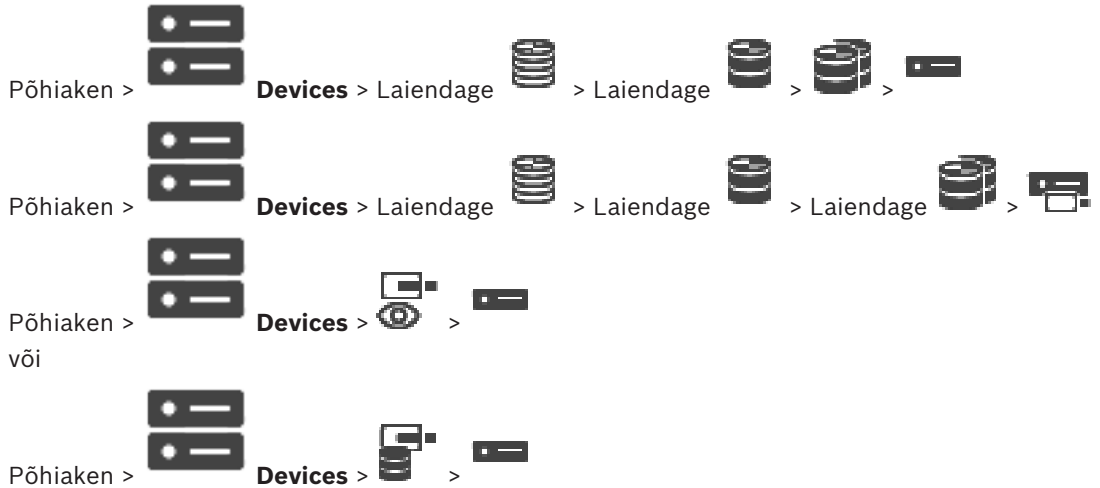 Põhiaken > Devices > Laiendage > Laiendage > >
Põhiaken > Devices > Laiendage > Laiendage > Laiendage >
Põhiaken > Devices > >
või
Põhiaken > Devices > >